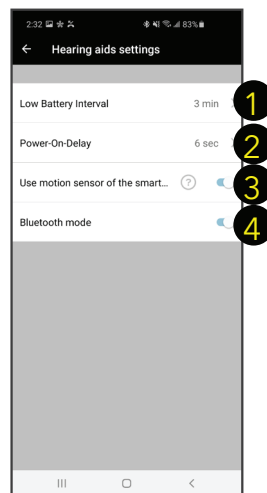 2:32 83%
Hearing aids settings
Low Battery Interval 3 min 1
Power-On-Delay 6 sec 2
Use motion sensor of the smart... ? 3
Bluetooth mode 4